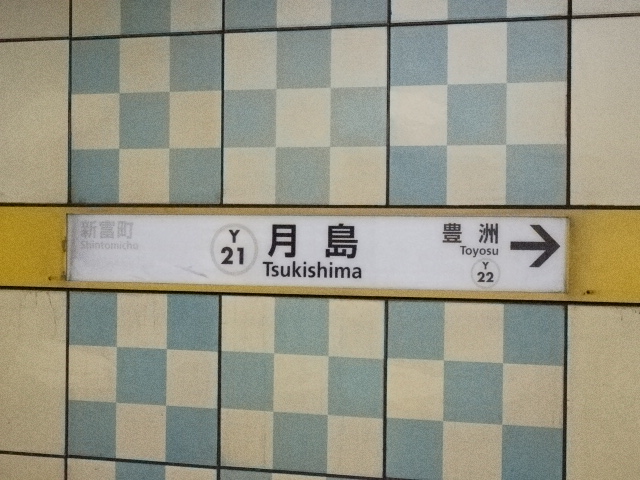 新富町
Shintomicho
Y
21
月島
Tsukishima
豊洲
Toyosu
Y
22